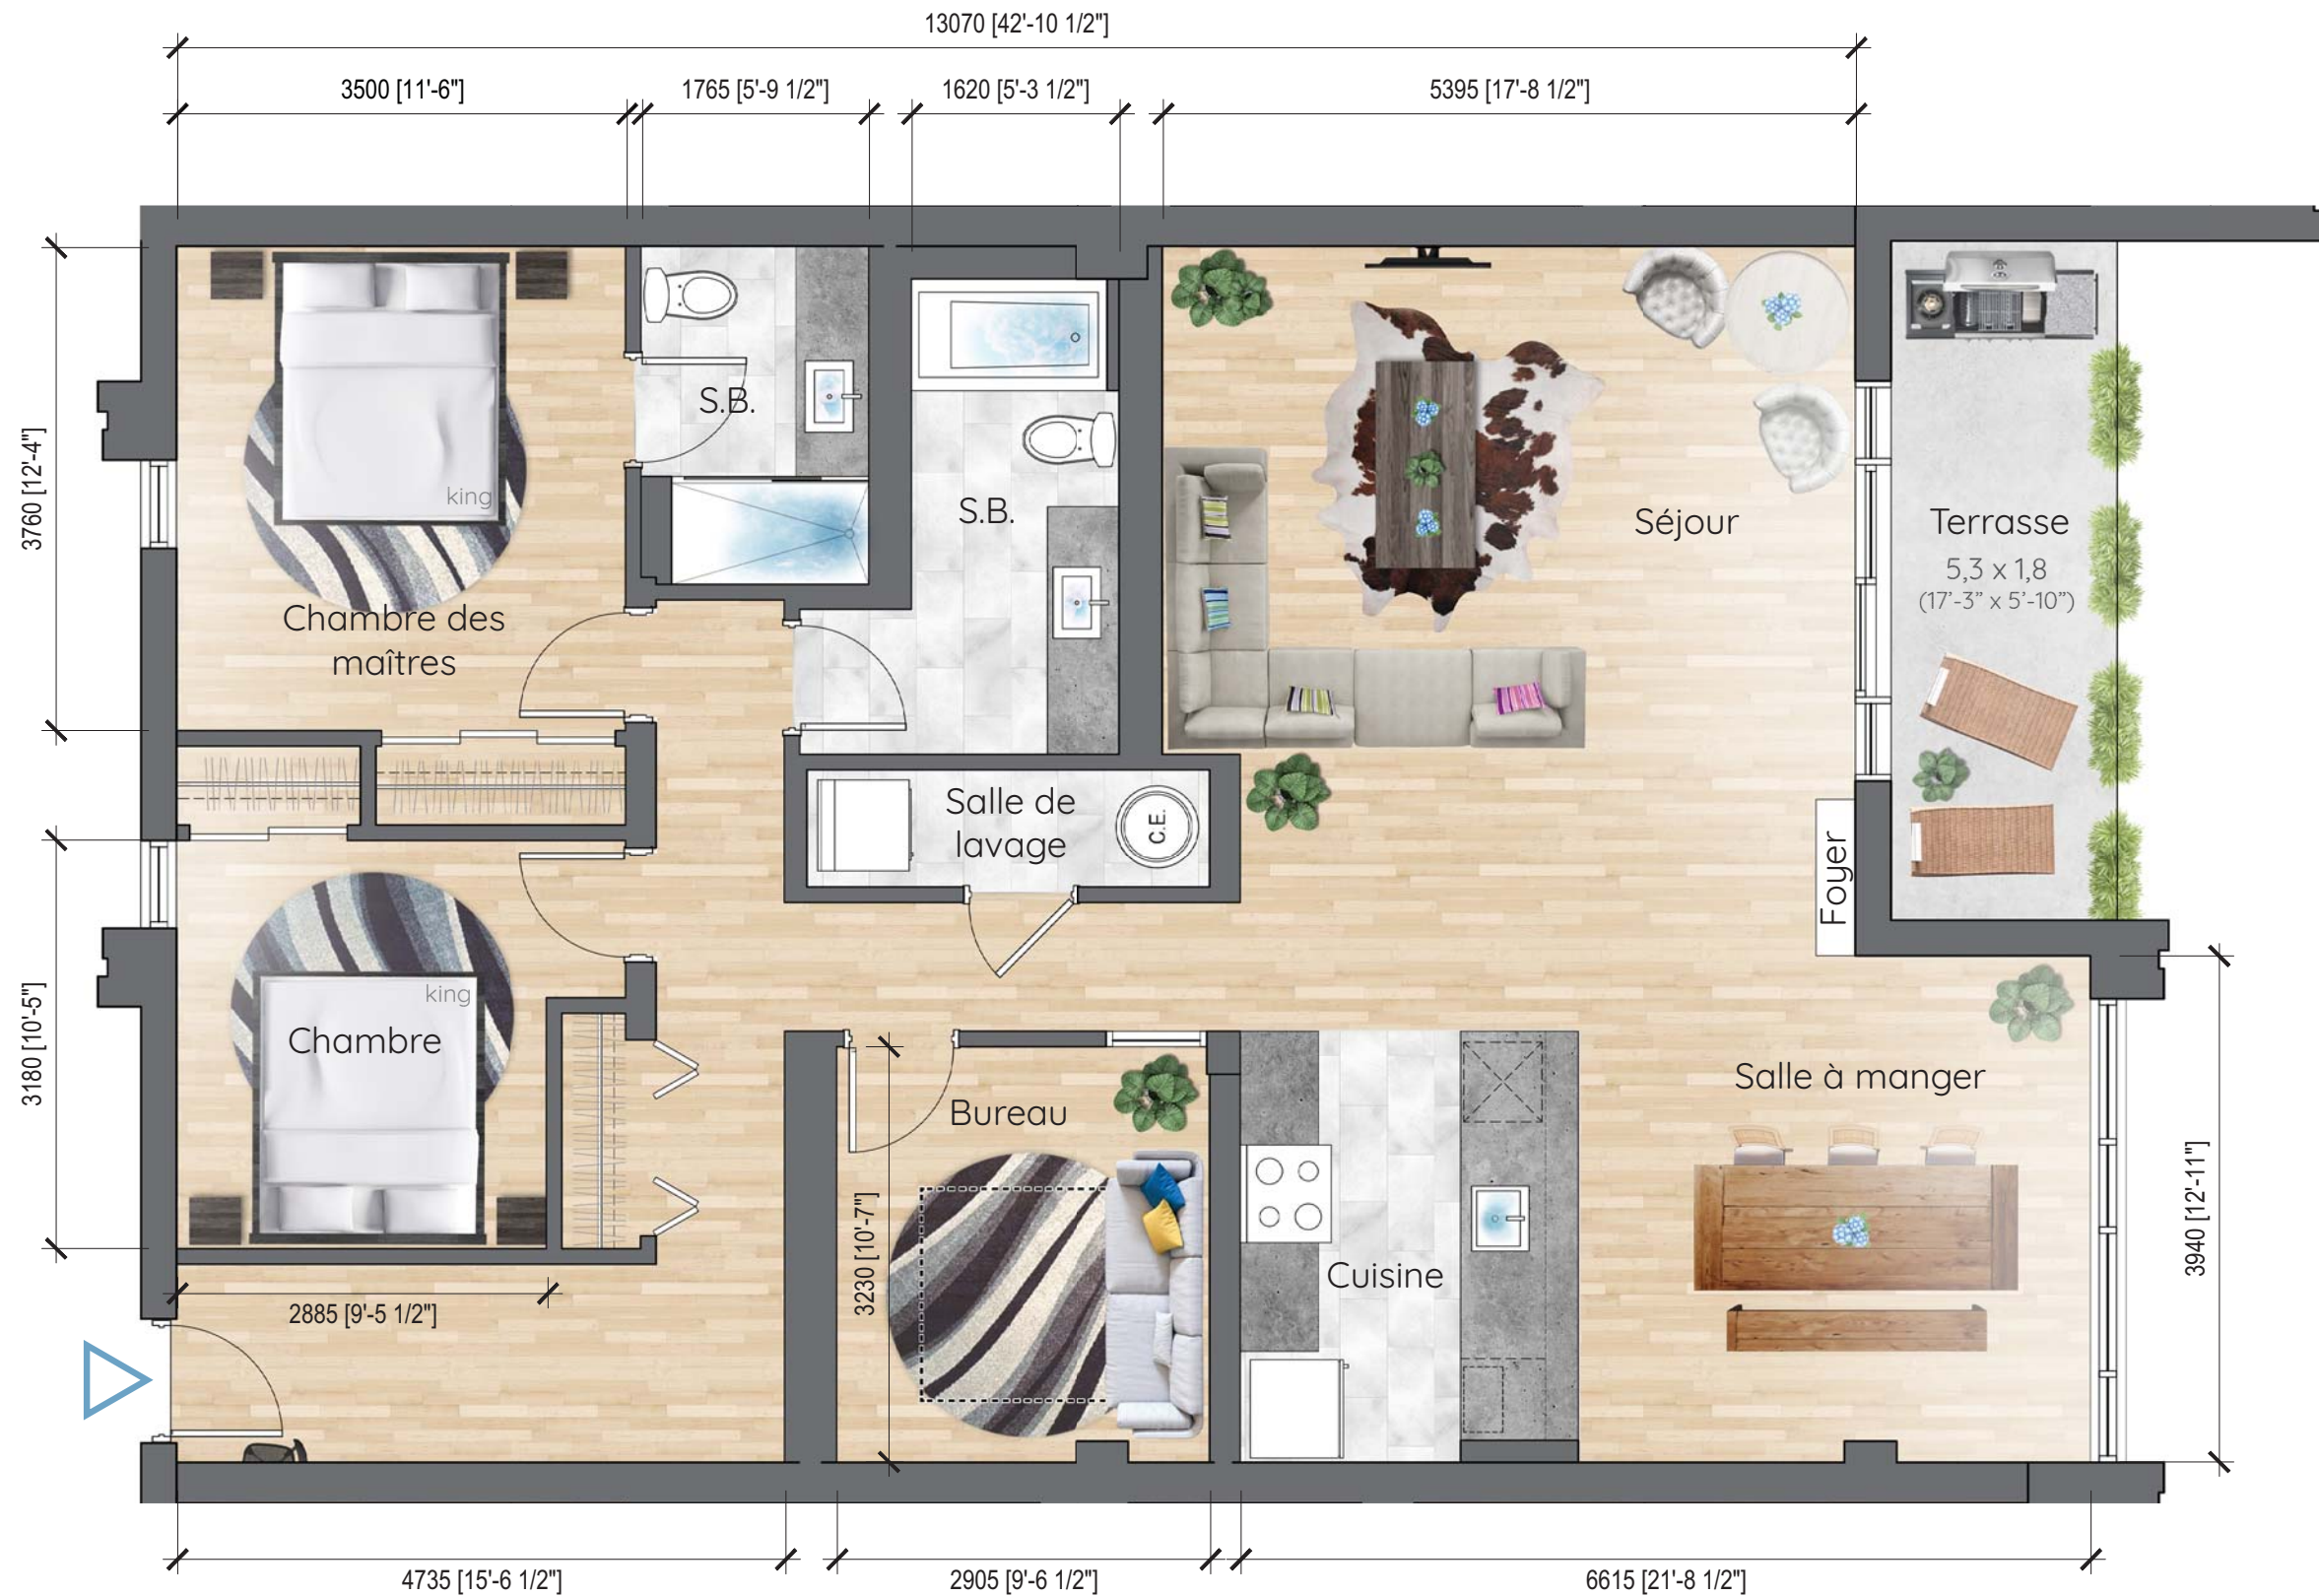 13070 [42'-10 1/2"]
3500 [11'-6"]
1765 [5'-9 1/2"]
1620 [5'-3 1/2"]
5395 [17'-8 1/2"]
3760 [12'-4"]
king
Chambre des
maîtres
S.B.
S.B.
Séjour
Terrasse
5,3 x 1,8
(17'-3" x 5'-10")
Salle de
lavage
C.E.
Foyer
3180 [10'-5"]
king
Chambre
2885 [9'-5 1/2"]
Bureau
3230 [10'-7"]
Cuisine
Salle à manger
3940 [12'-11"]
4735 [15'-6 1/2"]
2905 [9'-6 1/2"]
6615 [21'-8 1/2"]